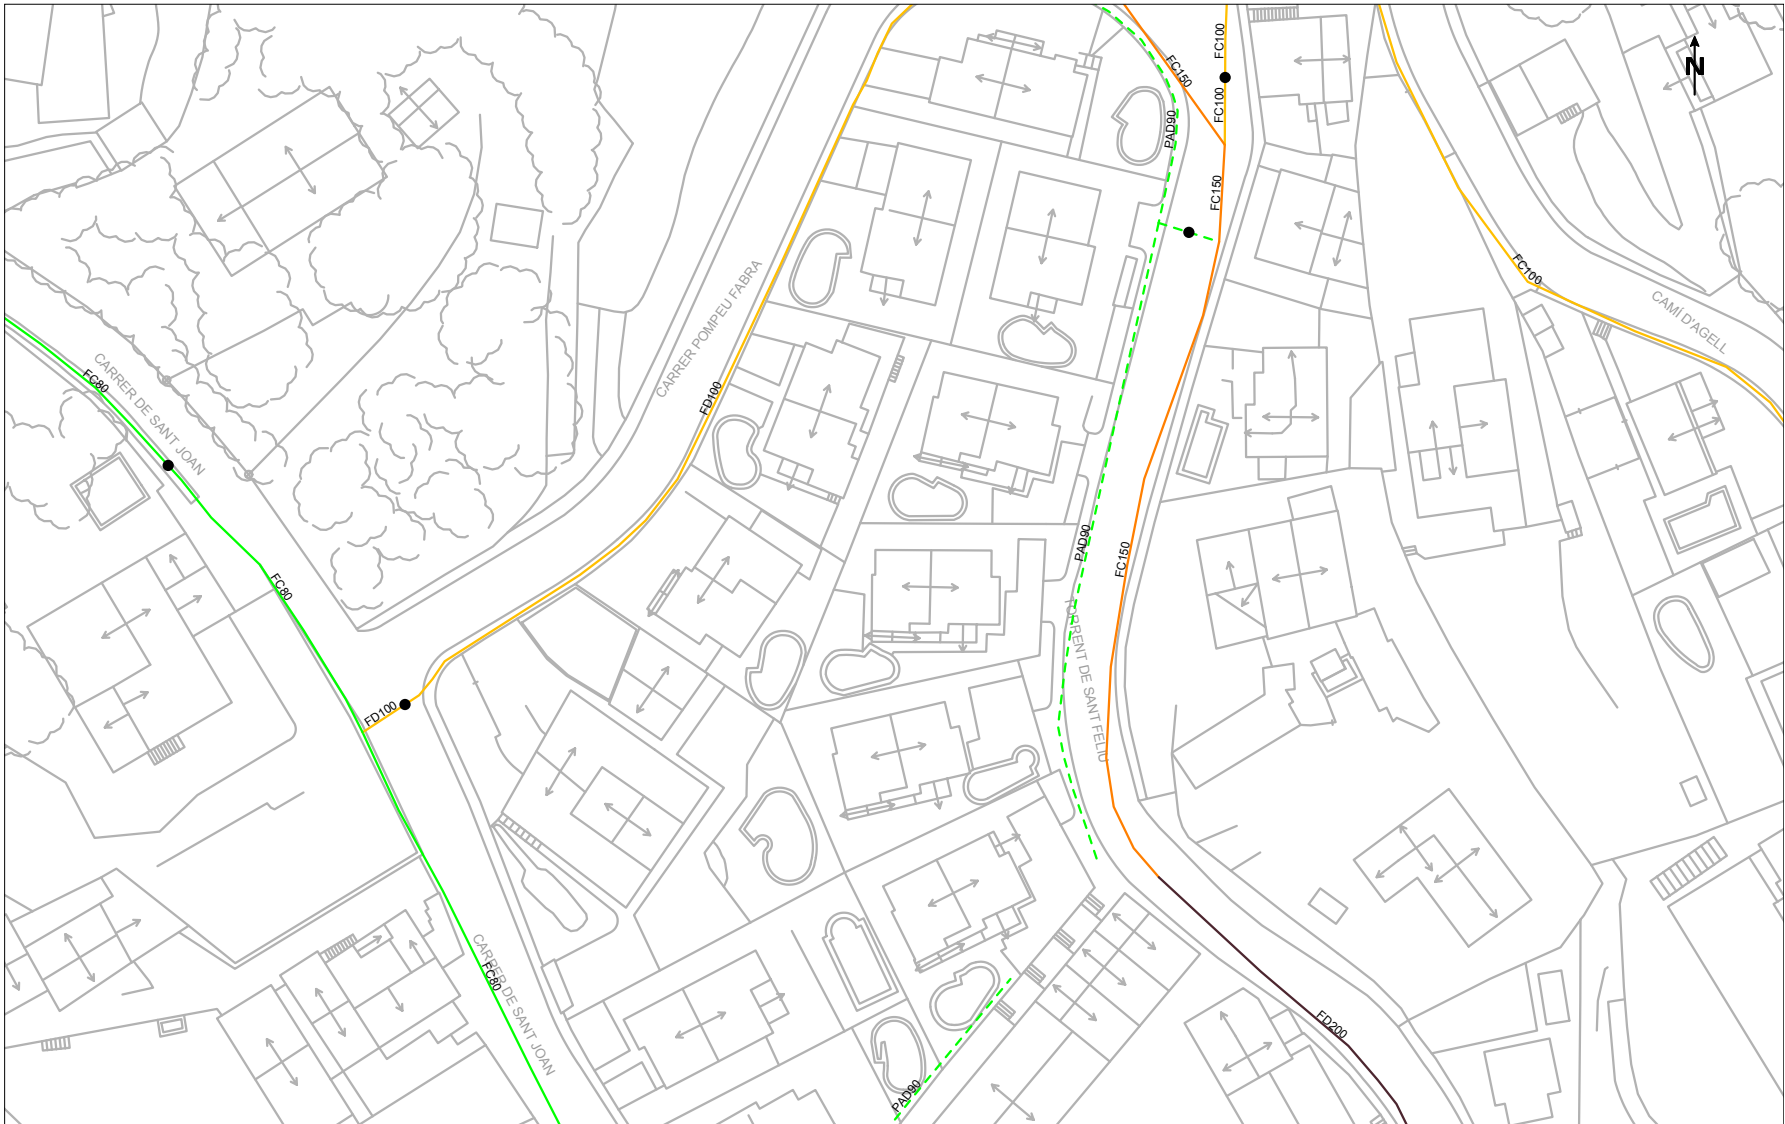 FC100
N
FC150
FC100
PAD90
FC150
FC100
CARRER POMPEU FABRA
CAMÍ D'AGELL
CARRER DE SANT JOAN
FC80
FD100
PAD90
FC150
FC80
TORRENT DE SANT FELIU
FD100
CARRER DE SANT JOAN
FC80
FD200
PAD90